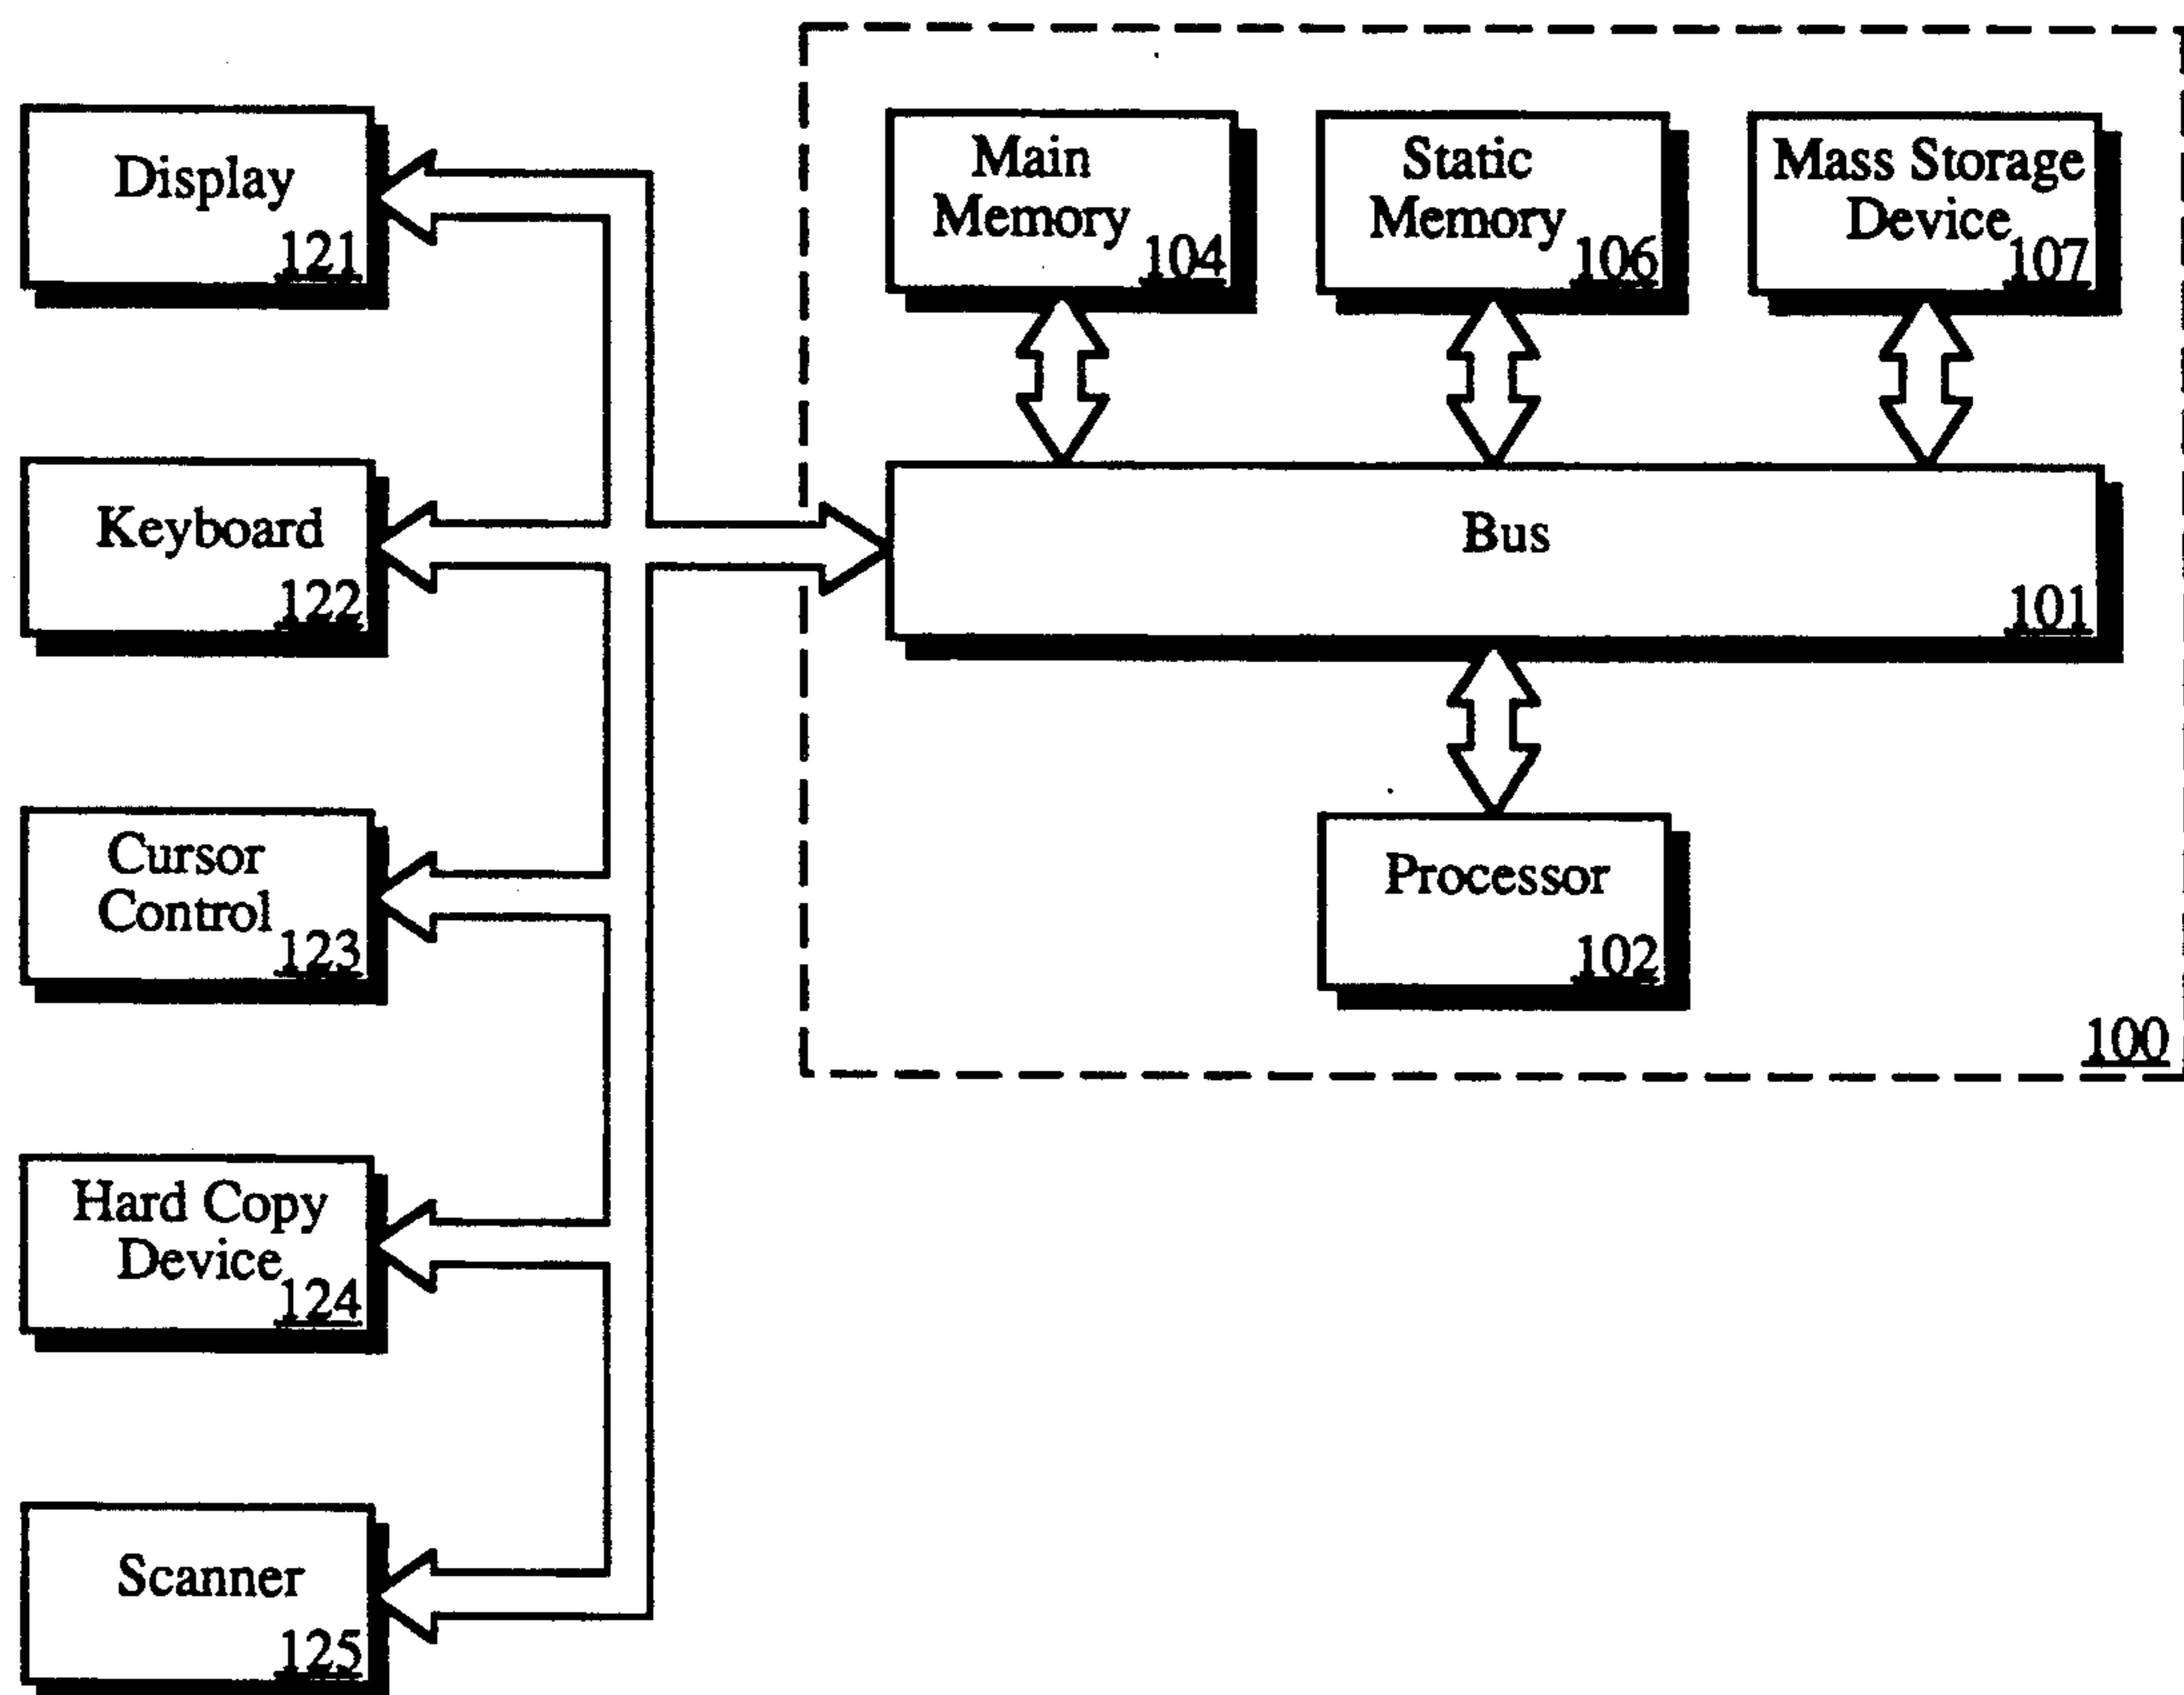 Display
121
Keyboard
122
Cursor
Control
123
Hard Copy
Device
124
Scanner
125
Main
Memory
104
Static
Memory
106
Mass Storage
Device
107
Bus
101
Processor
102
100